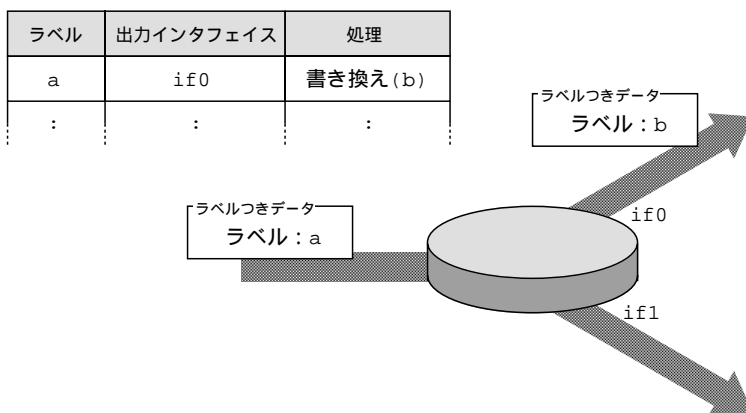 ラベル 出力インタフェイス 処理
a if0 書き換え(b)
: : :
ラベルつきデータ
ラベル：b
ラベルつきデータ
ラベル：a
if0
if1